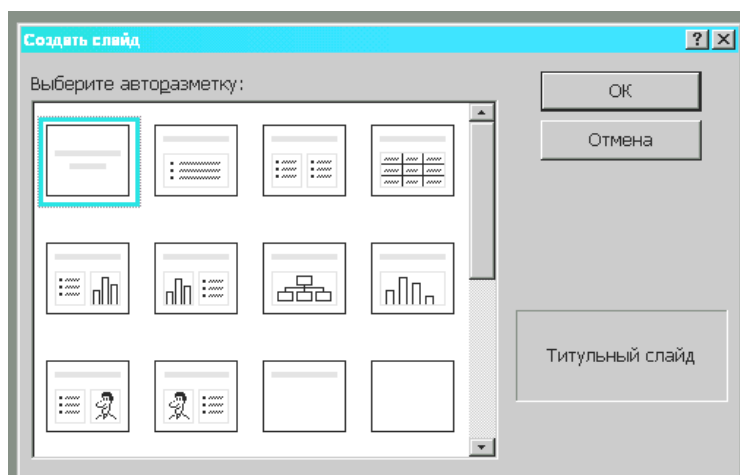 Создать слайд
Выберите авторазметку:
ОК
Отмена
Титульный слайд